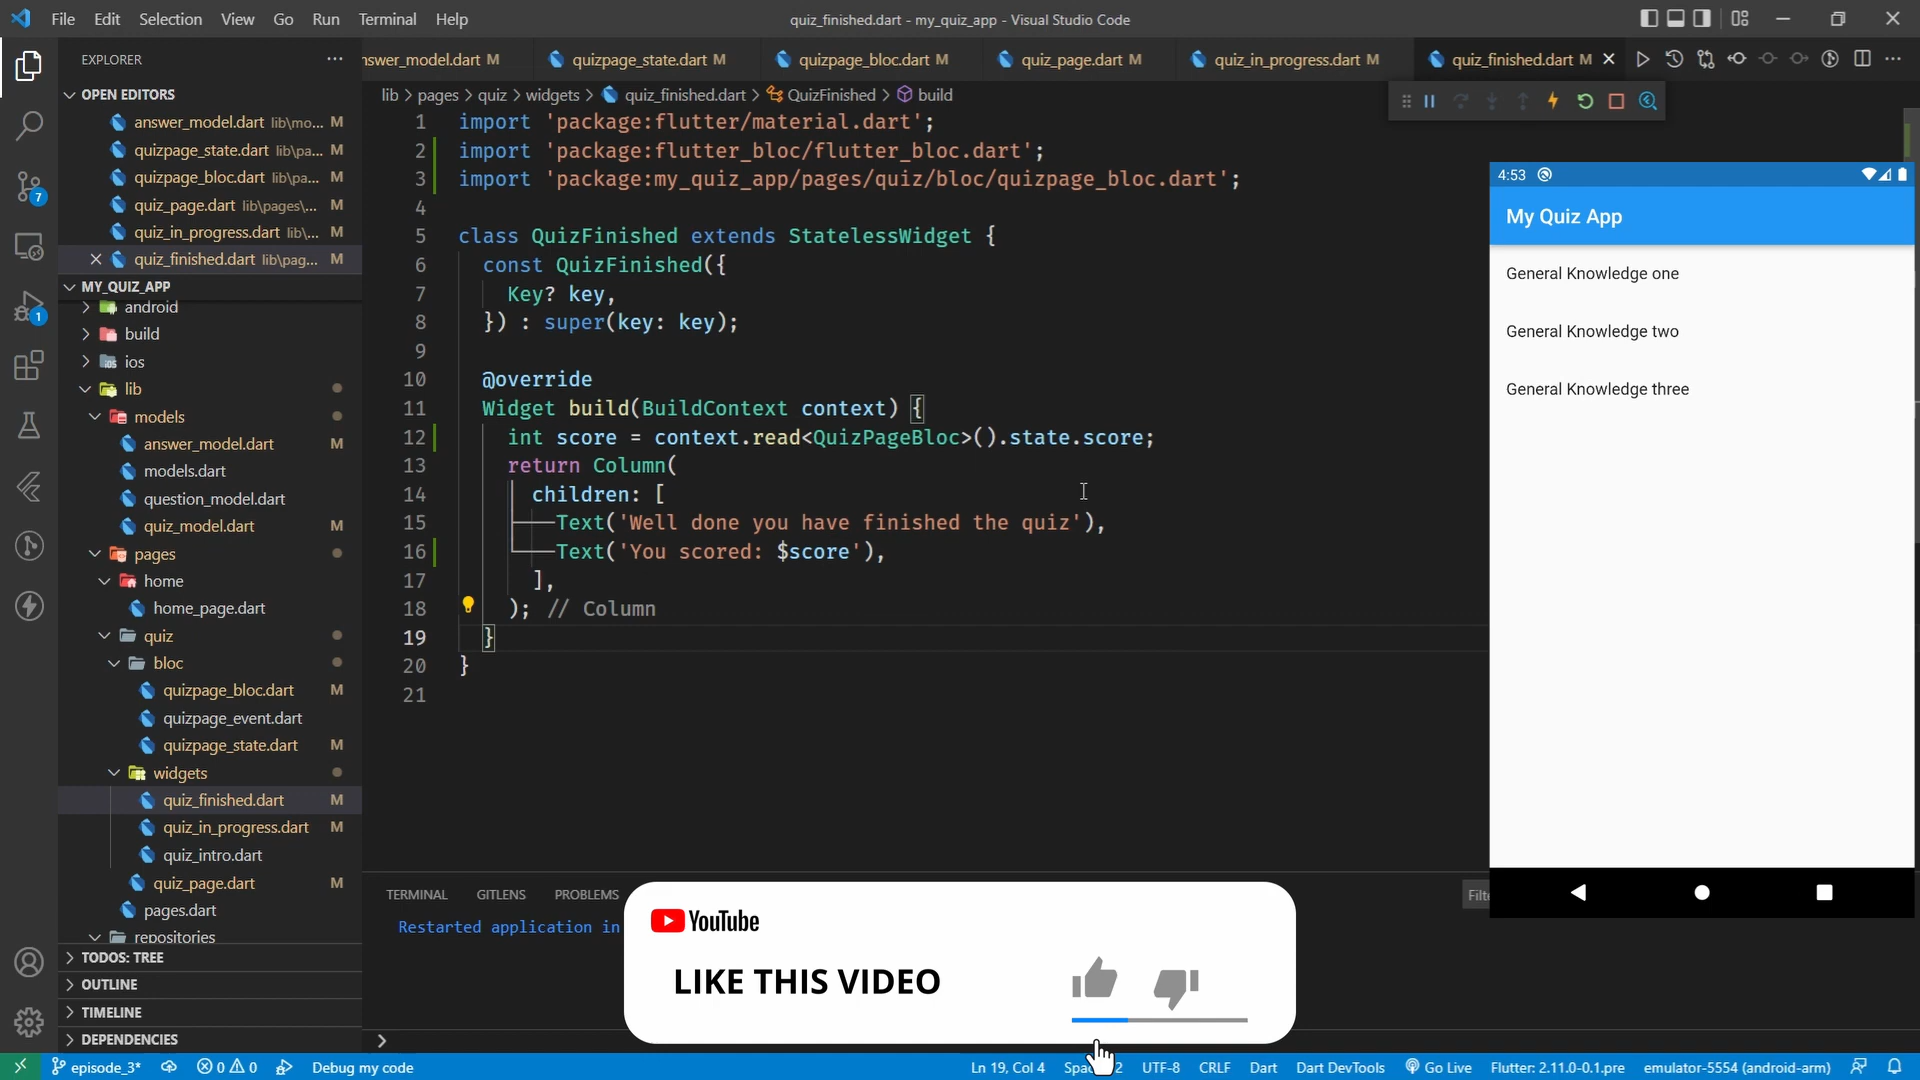 File Edit Selection View Go Run Terminal Help
quiz_finished.dart - my_quiz_app - Visual Studio Code
EXPLORER
nswer_model.dart M quizpage_state.dart M quizpage_bloc.dart M quiz_page.dart M quiz_in_progress.dart M quiz_finished.dart M
OPEN EDITORS
lib > pages > quiz > widgets > quiz_finished.dart > QuizFinished > build
answer_model.dart lib\mo... M
quizpage_state.dart lib\pa... M
quizpage_bloc.dart lib\pa... M
quiz_page.dart lib\pages\... M
quiz_in_progress.dart lib\... M
quiz_finished.dart lib\pag... M
MY_QUIZ_APP
android
build
ios
lib
models
answer_model.dart M
models.dart
question_model.dart
quiz_model.dart M
pages
home
home_page.dart
quiz
bloc
quizpage_bloc.dart M
quizpage_event.dart
quizpage_state.dart M
widgets
quiz_finished.dart M
quiz_in_progress.dart M
quiz_intro.dart
quiz_page.dart M
pages.dart
repositories
TODOS: TREE
OUTLINE
TIMELINE
DEPENDENCIES
7
1
1 import 'package:flutter/material.dart';
2 import 'package:flutter_bloc/flutter_bloc.dart';
3 import 'package:my_quiz_app/pages/quiz/bloc/quizpage_bloc.dart';
4
5 class QuizFinished extends StatelessWidget {
6 const QuizFinished({
7 Key? key,
8 }) : super(key: key);
9
10 @override
11 Widget build(BuildContext context) {
12 int score = context.read<QuizPageBloc>().state.score;
13 return Column(
14 children: [
15 Text('Well done you have finished the quiz'),
16 Text('You scored: $score'),
17 ],
18 ); // Column
19 }
20 }
21
4:53
My Quiz App
General Knowledge one
General Knowledge two
General Knowledge three
TERMINAL GITLENS PROBLEMS
Restarted application in
YouTube
LIKE THIS VIDEO
episode_3* 0 0 Debug my code Ln 19, Col 4 2 UTF-8 CRLF Dart Dart DevTools Go Live Flutter: 2.11.0-0.1.pre emulator-5554 (android-arm)